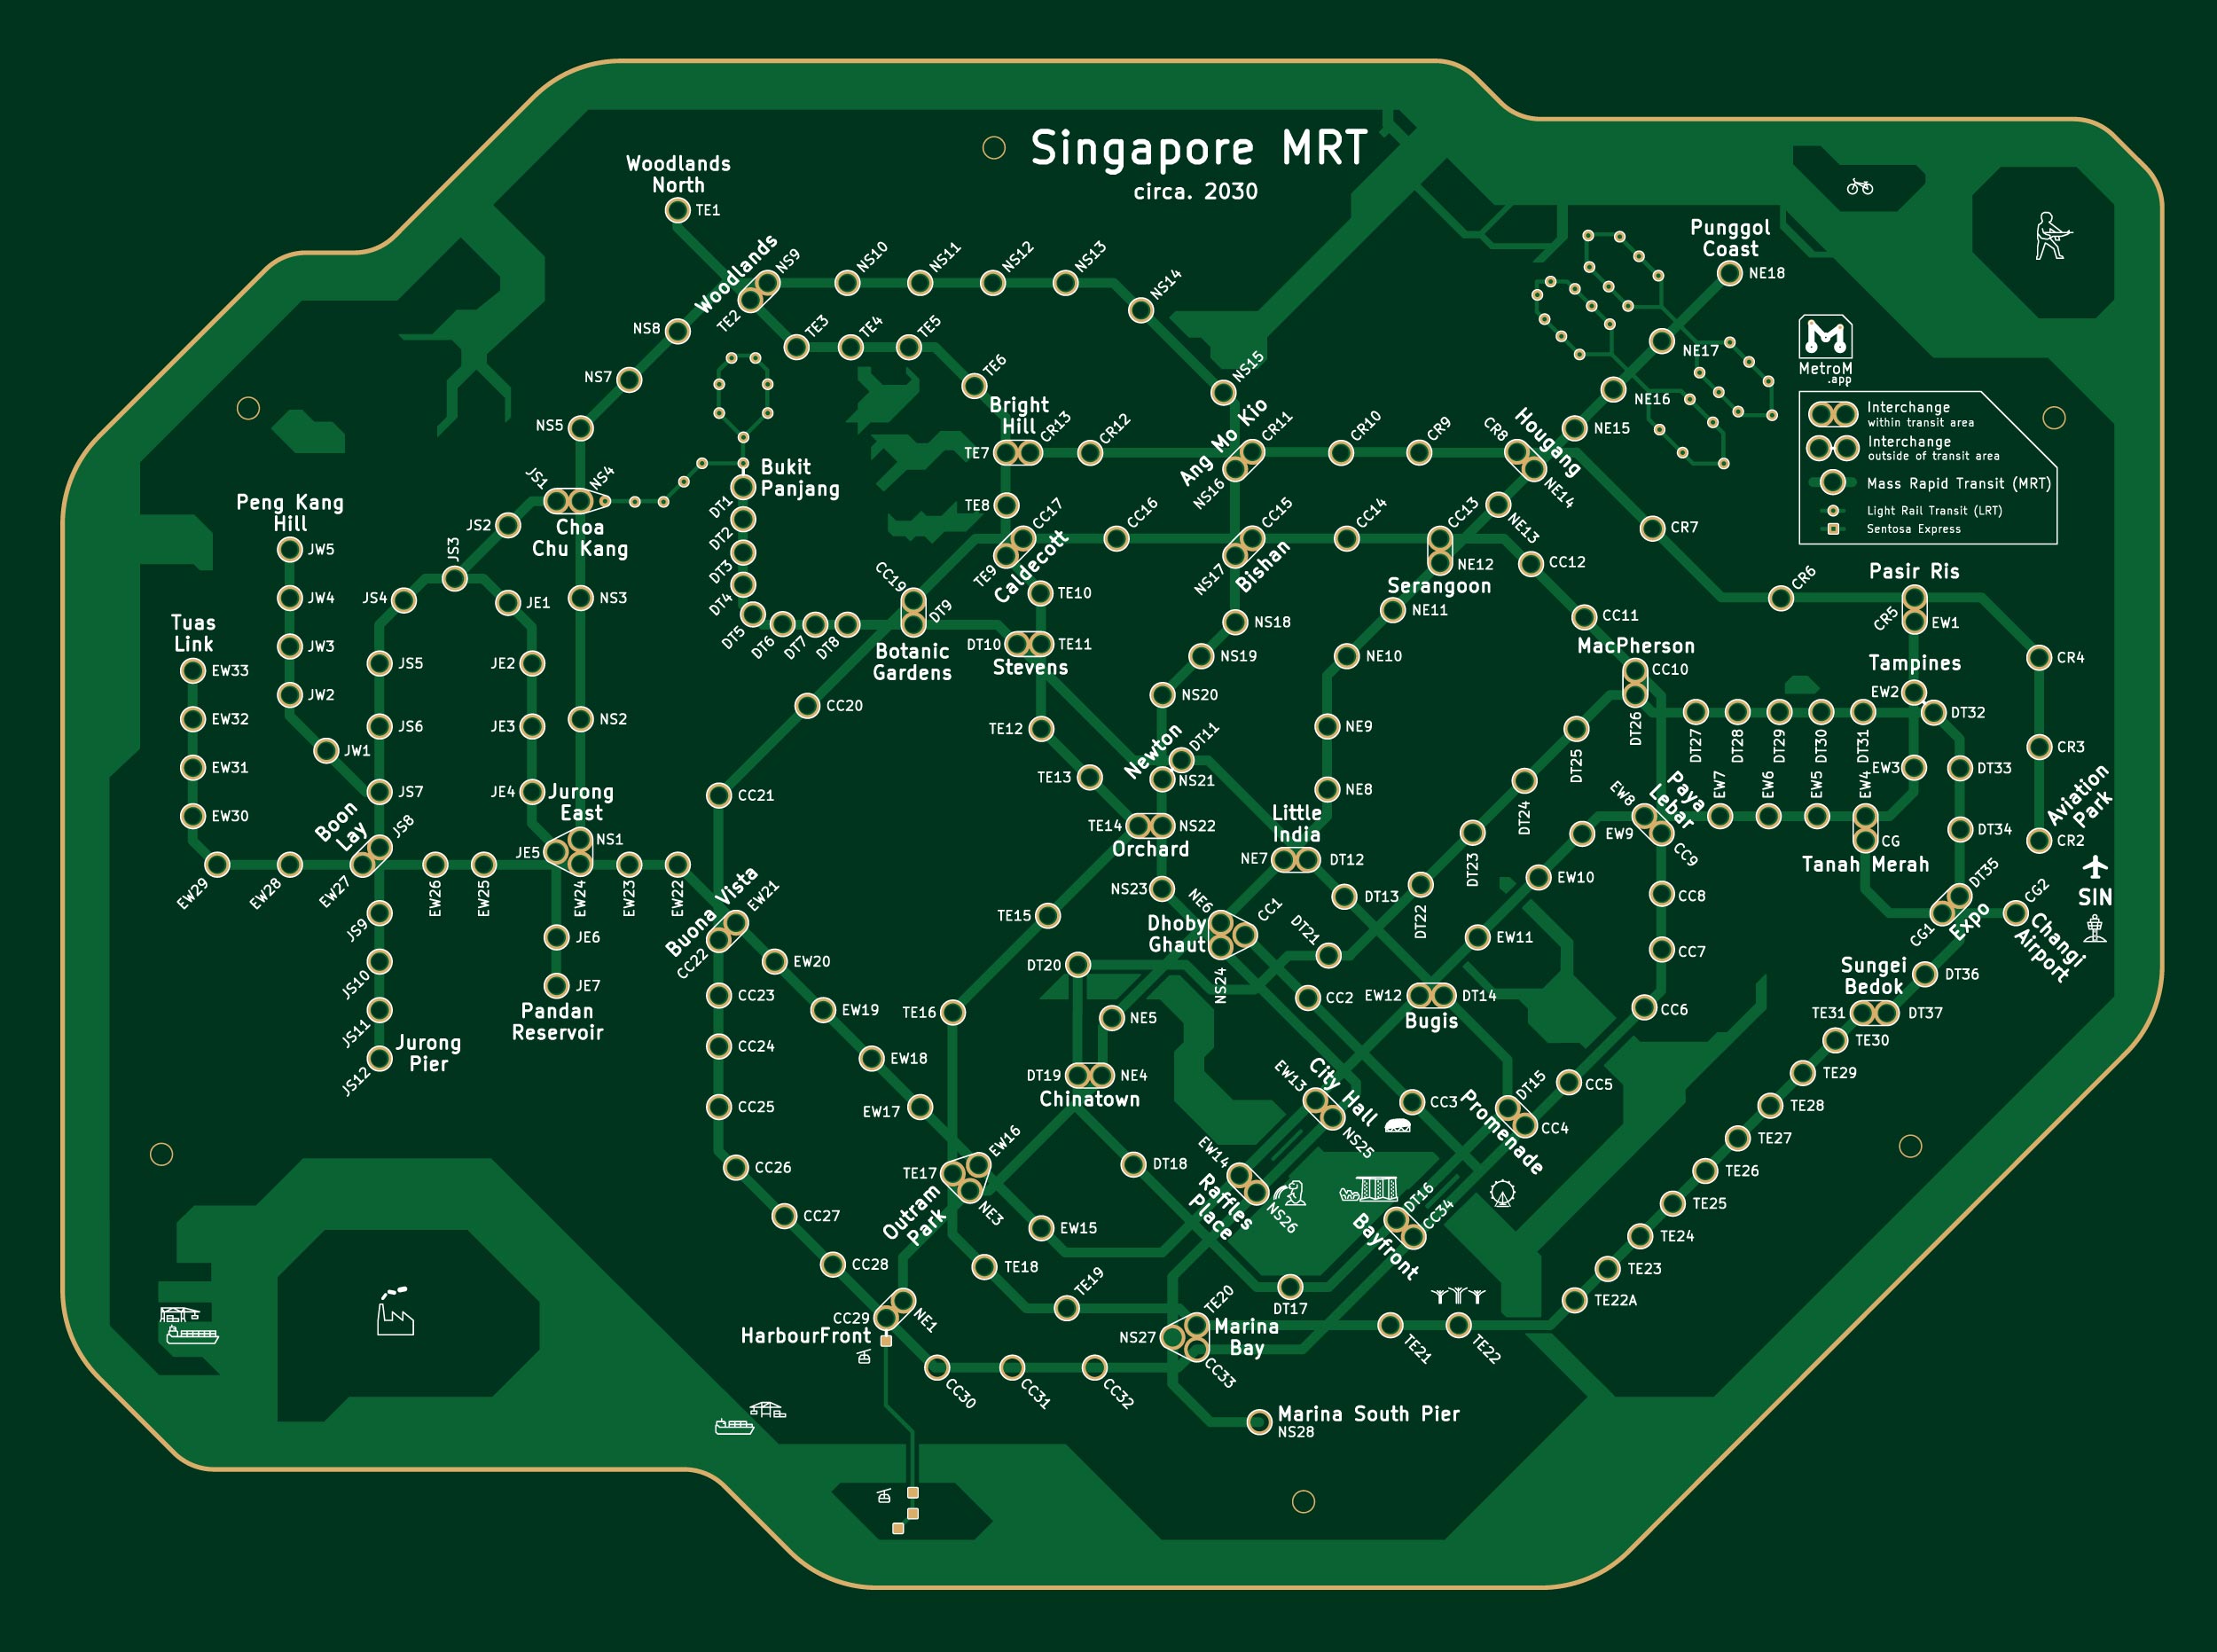 Singapore MRT
circa. 2030
Woodlands
North
TE1
Woodlands
NS9
TE2
NS10
NS11
NS12
NS13
NS14
NS15
NS8
NS7
NS5
TE3
TE4
TE5
TE6
Punggol
Coast
NE18
NE17
NE16
NE15
MetroM
.app
Interchange
within transit area
Interchange
outside of transit area
Mass Rapid Transit (MRT)
Light Rail Transit (LRT)
Sentosa Express
Bright
Hill
TE7
CR13
CR12
Ang Mo Kio
CR11
NS16
CR10
CR9
CR8
Hougang
NE14
NE13
CR7
CR6
Bukit
Panjang
DT1
DT2
DT3
DT4
DT5
DT6
DT7
DT8
JS1
NS4
Choa
Chu Kang
JS2
JS3
JS4
JE1
NS3
Peng Kang
Hill
JW5
JW4
JW3
JW2
JW1
Tuas
Link
EW33
EW32
EW31
EW30
EW29
EW28
EW27
Boon
Lay
JS8
JS5
JS6
JS7
JE2
JE3
JE4
NS2
Jurong
East
NS1
JE5
EW24
EW26
EW25
EW23
EW22
JE6
JE7
Pandan
Reservoir
JS9
JS10
JS11
JS12
Jurong
Pier
TE8
CC17
TE9
Caldecott
CC16
CC15
NS17
Bishan
CC14
CC13
NE12
Serangoon
CC12
CC11
CC19
DT9
Botanic
Gardens
TE10
DT10
TE11
Stevens
NS18
NS19
NS20
NE11
NE10
NE9
NE8
MacPherson
CC10
DT26
Pasir Ris
CR5
EW1
Tampines
EW2
DT32
CR4
CR3
CR2
Aviation
Park
SIN
DT27
DT28
DT29
DT30
DT31
EW3
DT33
DT34
EW8
Paya
Lebar
CC9
EW7
EW6
EW5
EW4
CG
Tanah Merah
DT35
CG1
Expo
CG2
Changi
Airport
DT36
Sungei
Bedok
TE31
DT37
TE30
TE29
TE28
TE27
TE26
TE25
TE24
TE23
TE22A
CC20
CC21
TE12
TE13
Newton
DT11
NS21
TE14
NS22
Orchard
Little
India
NE7
DT12
DT13
DT25
DT24
DT23
DT22
EW9
EW10
EW11
CC8
CC7
CC6
CC5
NS23
TE15
Dhoby
Ghaut
NE6
CC1
NS24
DT21
CC2
EW12
DT14
Bugis
DT20
NE5
TE16
DT19
NE4
Chinatown
Buona Vista
EW21
CC22
EW20
EW19
EW18
EW17
CC23
CC24
CC25
CC26
CC27
CC28
City Hall
EW13
NS25
CC3
DT15
CC4
Promenade
TE17
EW16
NE3
Outram
Park
DT18
EW15
EW14
Raffles
Place
NS26
DT16
CC34
Bayfront
TE18
TE19
DT17
TE20
NS27
Marina
Bay
CC33
TE21
TE22
CC29
NE1
HarbourFront
CC30
CC31
CC32
Marina South Pier
NS28